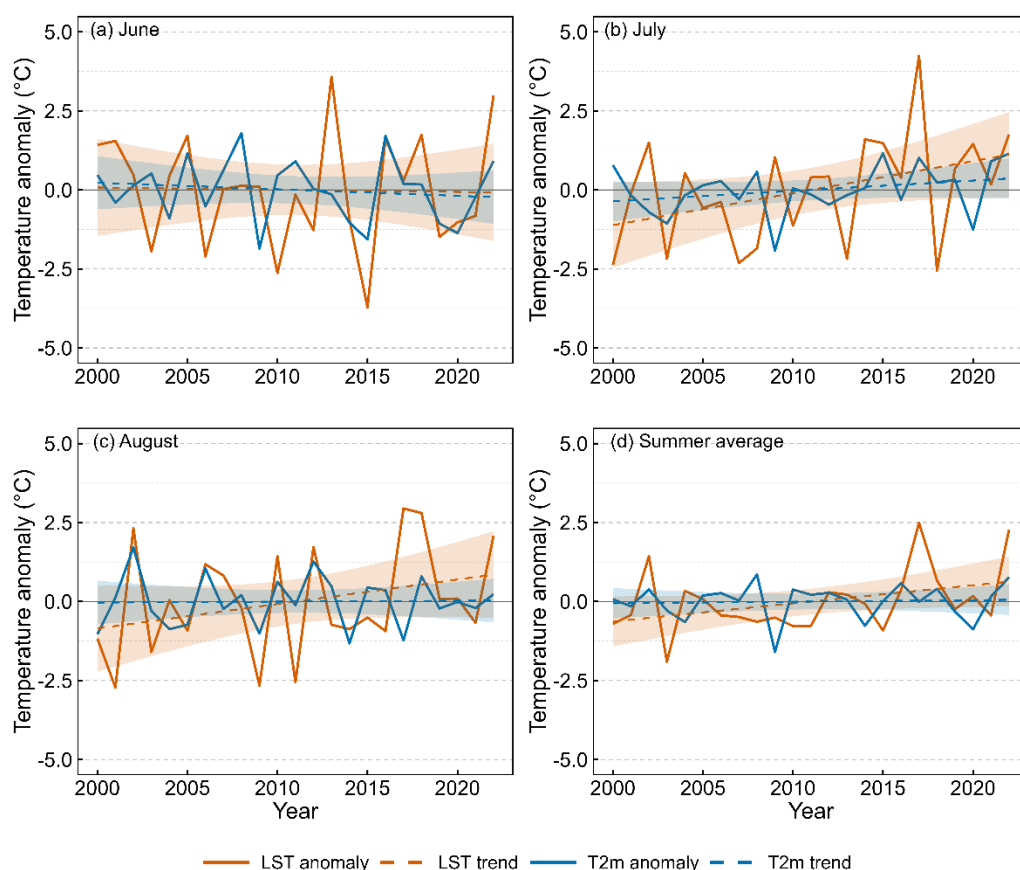 (a) June
(b) July
Temperature anomaly (°C)
5.0
2.5
0.0
-2.5
-5.0
2000 2005 2010 2015 2020
Temperature anomaly (°C)
5.0
2.5
0.0
-2.5
-5.0
2000 2005 2010 2015 2020
(c) August
(d) Summer average
Temperature anomaly (°C)
5.0
2.5
0.0
-2.5
-5.0
2000 2005 2010 2015 2020
Year
Temperature anomaly (°C)
5.0
2.5
0.0
-2.5
-5.0
2000 2005 2010 2015 2020
Year
LST anomaly LST trend T2m anomaly T2m trend